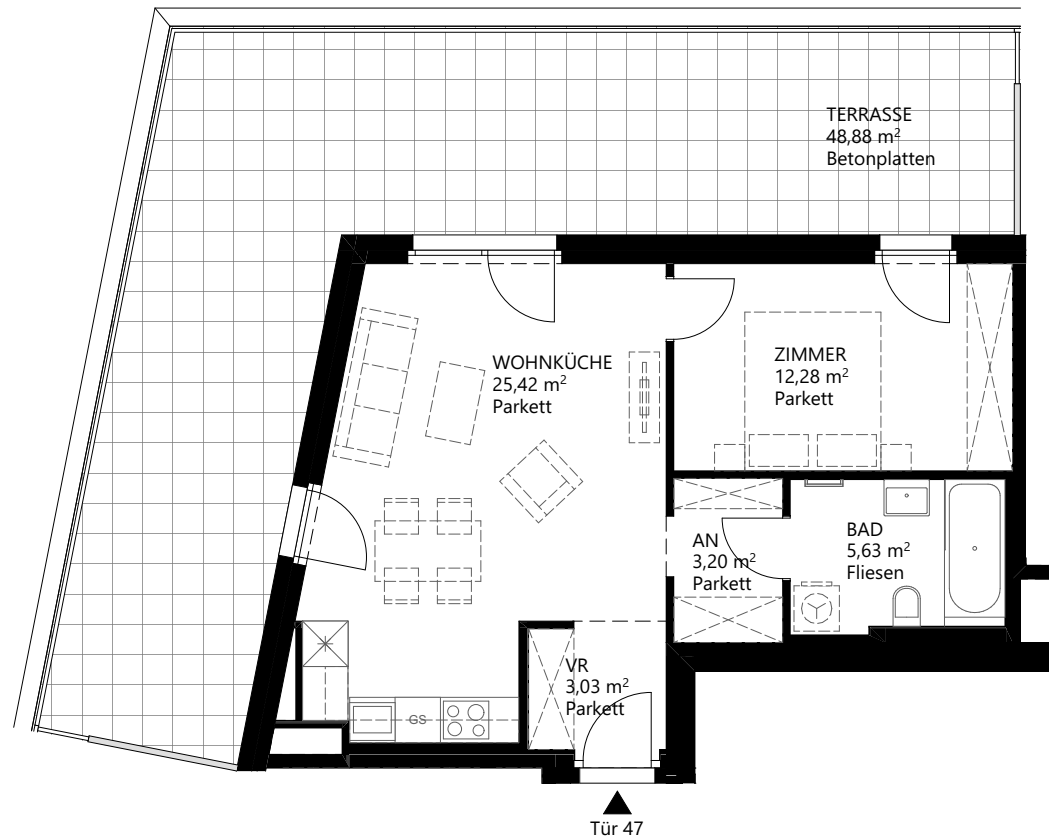 TERRASSE
48,88 m²
Betonplatten
WOHNKÜCHE
25,42 m²
Parkett
ZIMMER
12,28 m²
Parkett
AN
3,20 m²
Parkett
BAD
5,63 m²
Fliesen
VR
3,03 m²
Parkett
GS
Tür 47